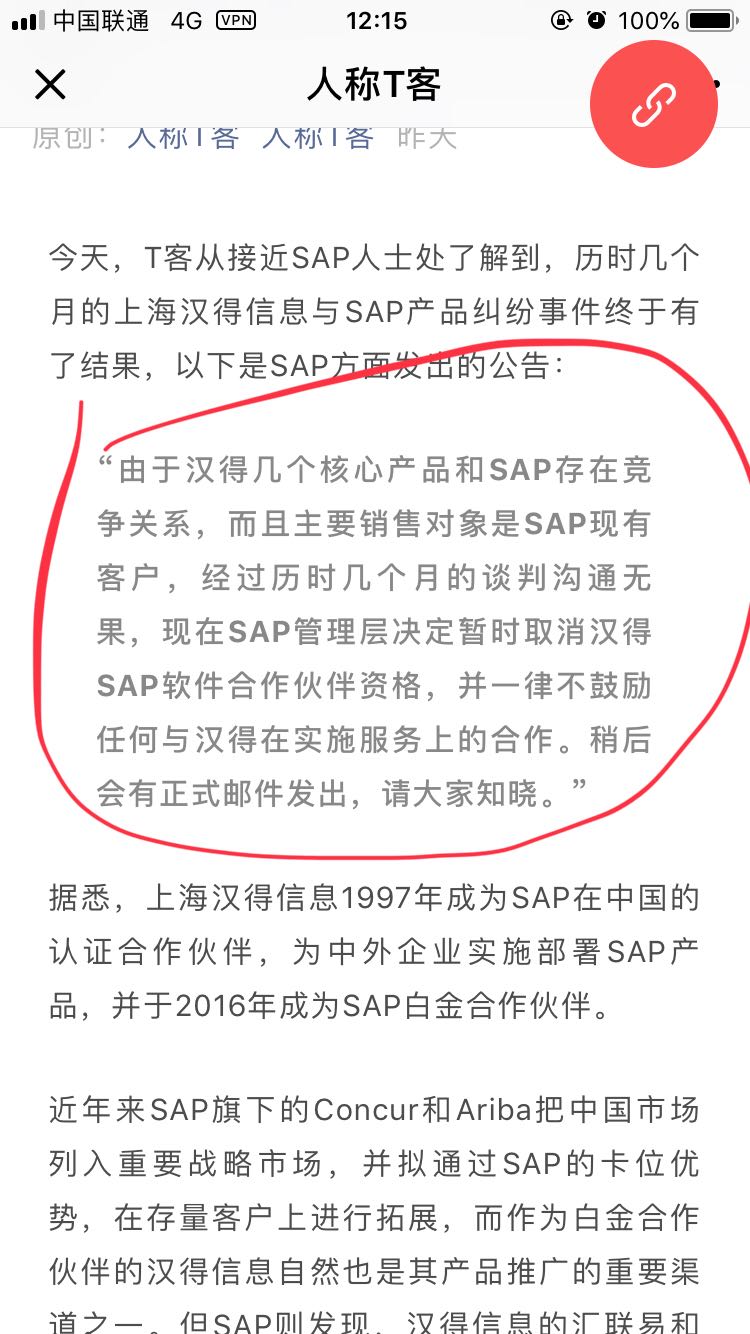 中国联通 4G VPN 12:15 100%
人称T客
原创： 人称T客 人称T客 昨天
今天，T客从接近SAP人士处了解到，历时几个
月的上海汉得信息与SAP产品纠纷事件终于有
了结果，以下是SAP方面发出的公告：
“由于汉得几个核心产品和SAP存在竞
争关系，而且主要销售对象是SAP现有
客户，经过历时几个月的谈判沟通无
果，现在SAP管理层决定暂时取消汉得
SAP软件合作伙伴资格，并一律不鼓励
任何与汉得在实施服务上的合作。稍后
会有正式邮件发出，请大家知晓。”
据悉，上海汉得信息1997年成为SAP在中国的
认证合作伙伴，为中外企业实施部署SAP产
品，并于2016年成为SAP白金合作伙伴。
近年来SAP旗下的Concur和Ariba把中国市场
列入重要战略市场，并拟通过SAP的卡位优
势，在存量客户上进行拓展，而作为白金合作
伙伴的汉得信息自然也是其产品推广的重要渠
道之一。但SAP则发现，汉得信息的汇联易和